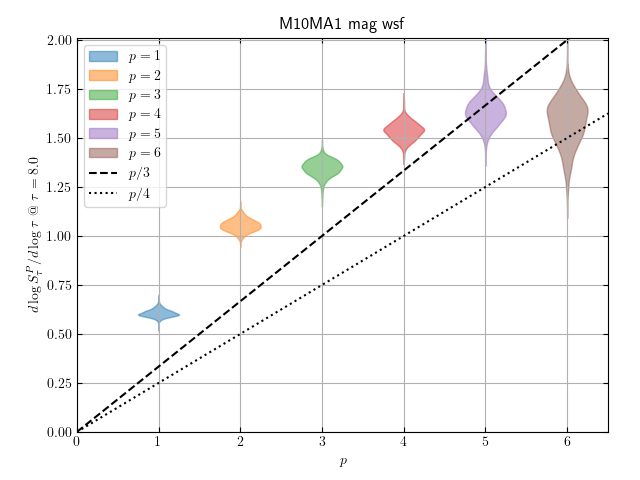 M10MA1 mag wsf
d log S_τ^P / d log τ @ τ = 8.0
2.00
1.75
1.50
1.25
1.00
0.75
0.50
0.25
0.00
p = 1
p = 2
p = 3
p = 4
p = 5
p = 6
p/3
p/4
0 1 2 3 4 5 6
p